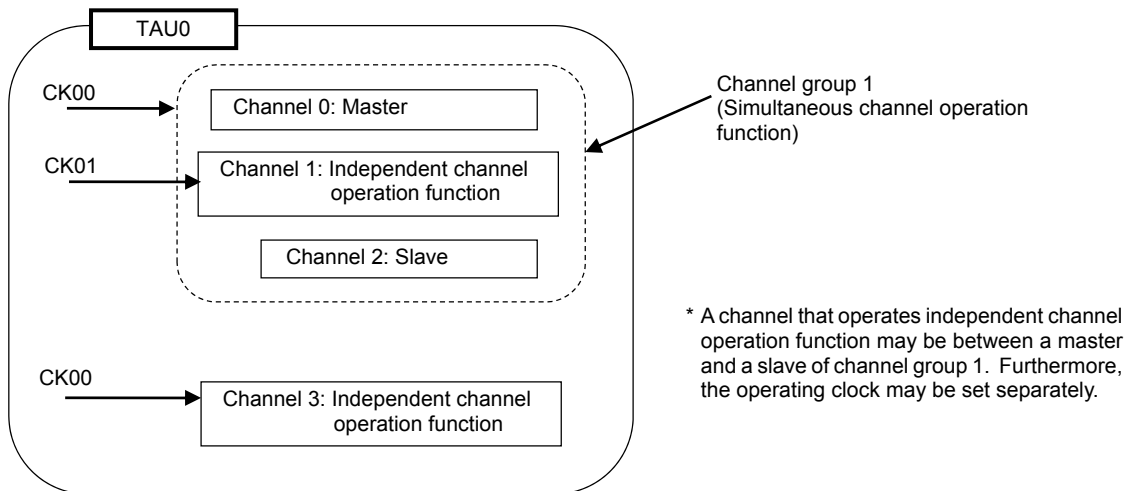 TAU0
CK00
Channel 0: Master
Channel group 1
(Simultaneous channel operation
function)
CK01
Channel 1: Independent channel
operation function
Channel 2: Slave
* A channel that operates independent channel
operation function may be between a master
and a slave of channel group 1.  Furthermore,
the operating clock may be set separately.
CK00
Channel 3: Independent channel
operation function